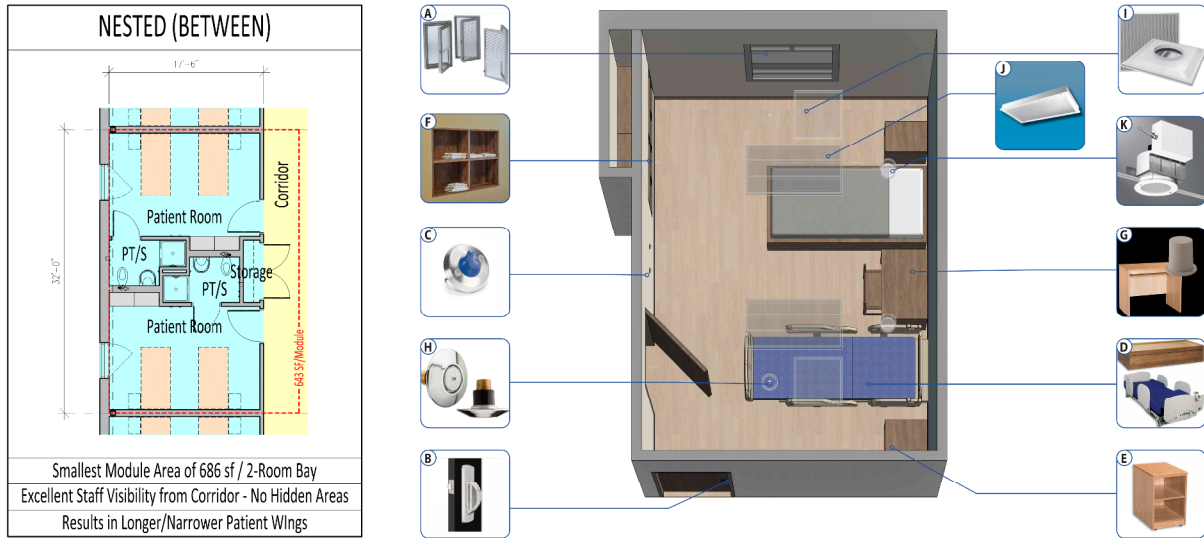 NESTED (BETWEEN)
17'-6"
32'-0"
Corridor
Patient Room
PT/S
Storage
PT/S
Patient Room
643 SF/Module
Smallest Module Area of 686 sf / 2-Room Bay
Excellent Staff Visibility from Corridor - No Hidden Areas
Results in Longer/Narrower Patient WIngs
A
F
C
H
B
I
J
K
G
D
E